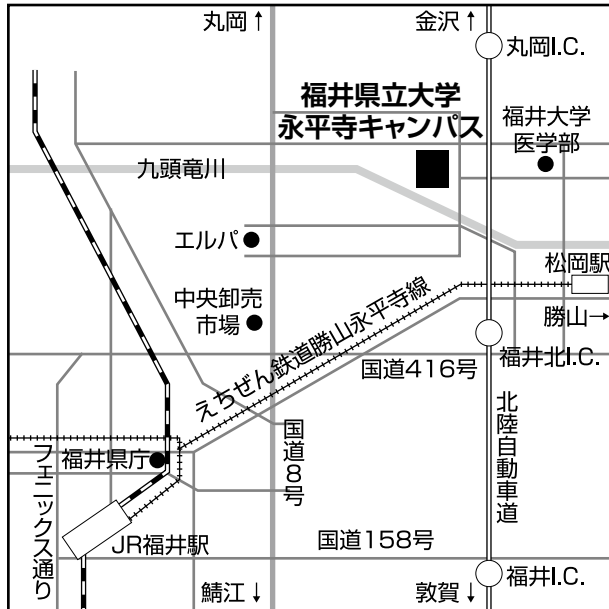 丸岡↑
金沢↑
丸岡I.C.
福井県立大学
永平寺キャンパス
福井大学
医学部
九頭竜川
エルパ
松岡駅
中央卸売
市場
勝山→
えちぜん鉄道勝山永平寺線
福井北I.C.
国道416号
北陸自動車道
国道8号
福井県庁
フェニックス通り
JR福井駅
国道158号
福井I.C.
鯖江↓
敦賀↓